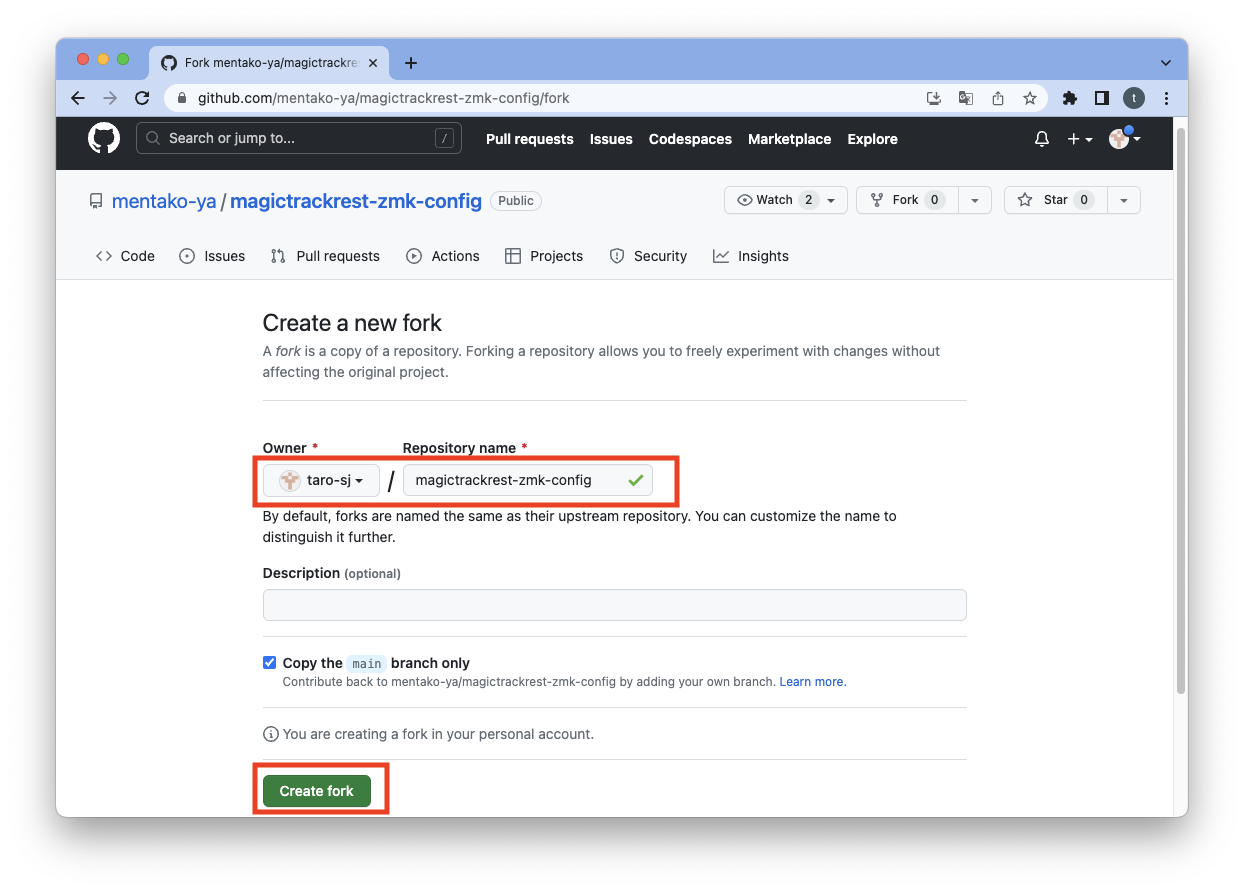 Fork mentako-ya/magictrackre
github.com/mentako-ya/magictrackrest-zmk-config/fork
t
Search or jump to...
/
Pull requests
Issues
Codespaces
Marketplace
Explore
mentako-ya / magictrackrest-zmk-config
Public
Watch 2
Fork 0
Star 0
Code
Issues
Pull requests
Actions
Projects
Security
Insights
Create a new fork
A fork is a copy of a repository. Forking a repository allows you to freely experiment with changes without
affecting the original project.
Owner *
Repository name *
taro-sj / magictrackrest-zmk-config
By default, forks are named the same as their upstream repository. You can customize the name to
distinguish it further.
Description (optional)
Copy the main branch only
Contribute back to mentako-ya/magictrackrest-zmk-config by adding your own branch. Learn more.
You are creating a fork in your personal account.
Create fork